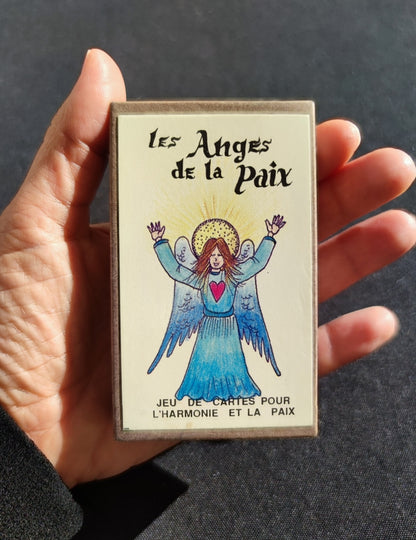 les Anges
de la Paix
JEU DE CARTES POUR
L'HARMONIE ET LA PAIX